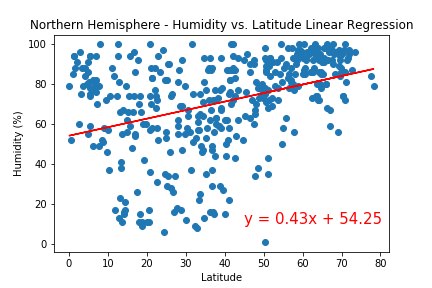 Northern Hemisphere - Humidity vs. Latitude Linear Regression
100
80
60
40
20
0
Humidity (%)
y = 0.43x + 54.25
0 10 20 30 40 50 60 70 80
Latitude